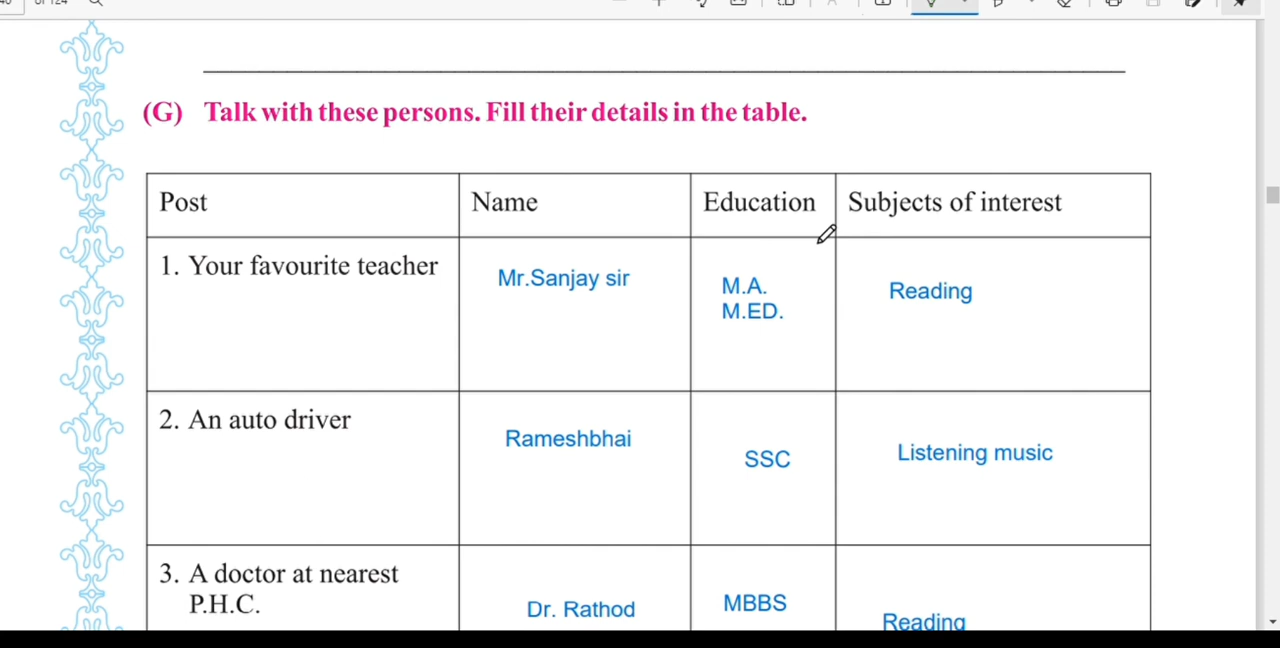 (G) Talk with these persons. Fill their details in the table.
Post Name Education Subjects of interest
1. Your favourite teacher Mr.Sanjay sir M.A. Reading
M.ED.
2. An auto driver Rameshbhai SSC Listening music
3. A doctor at nearest
P.H.C. Dr. Rathod MBBS Reading